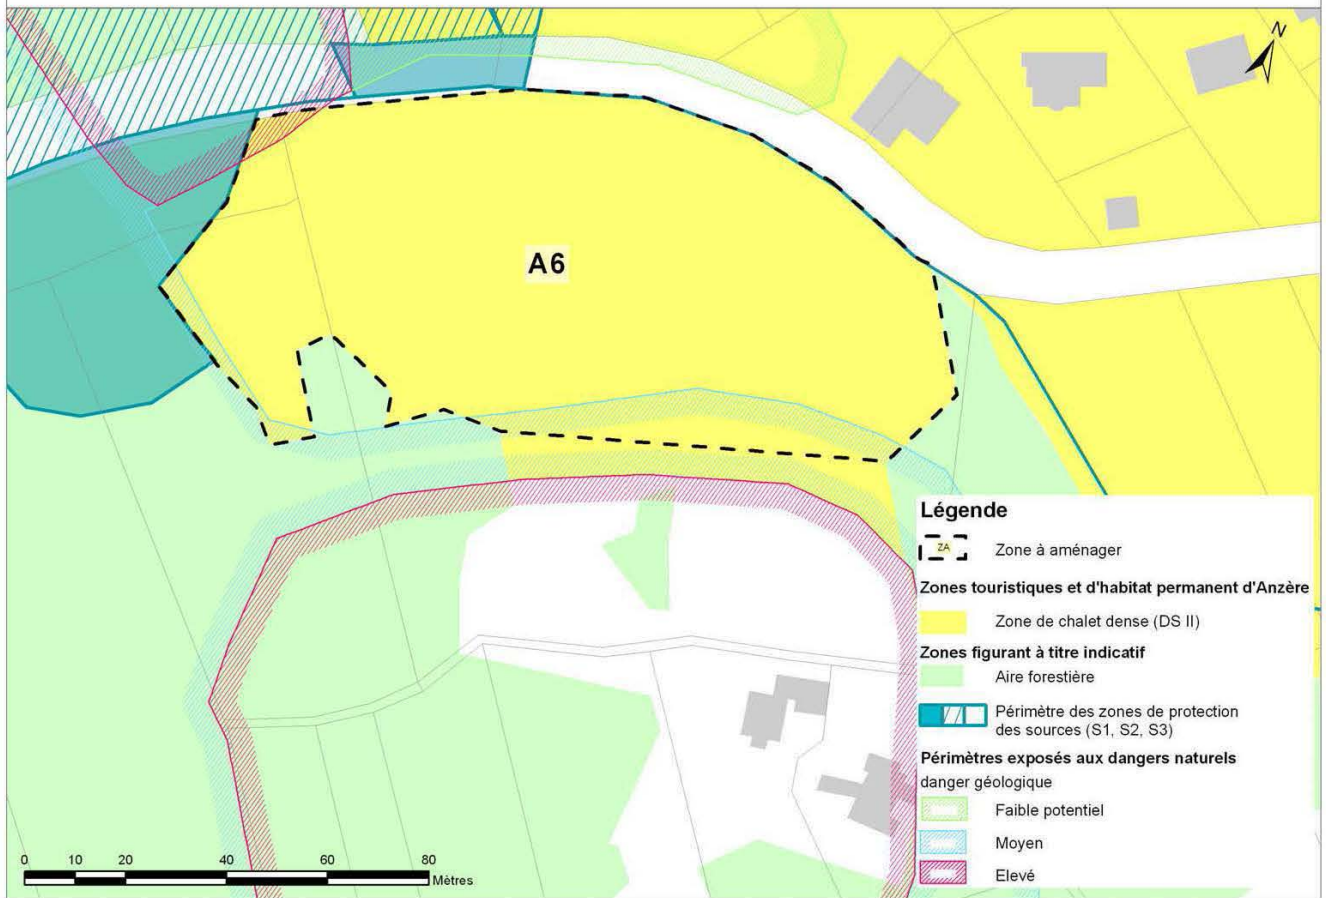 N
A6
Légende
ZA
Zone à aménager
Zones touristiques et d'habitat permanent d'Anzère
Zone de chalet dense (DS II)
Zones figurant à titre indicatif
Aire forestière
Périmètre des zones de protection
des sources (S1, S2, S3)
Périmètres exposés aux dangers naturels
danger géologique
Faible potentiel
Moyen
Elevé
0 10 20 40 60 80
Mètres